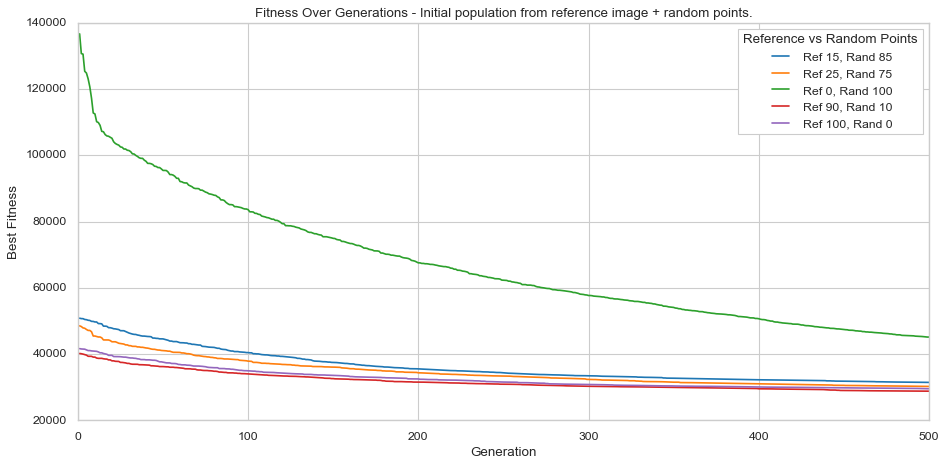 Fitness Over Generations - Initial population from reference image + random points.
Best Fitness
140000
120000
100000
80000
60000
40000
20000
Reference vs Random Points
Ref 15, Rand 85
Ref 25, Rand 75
Ref 0, Rand 100
Ref 90, Rand 10
Ref 100, Rand 0
0 100 200 300 400 500
Generation